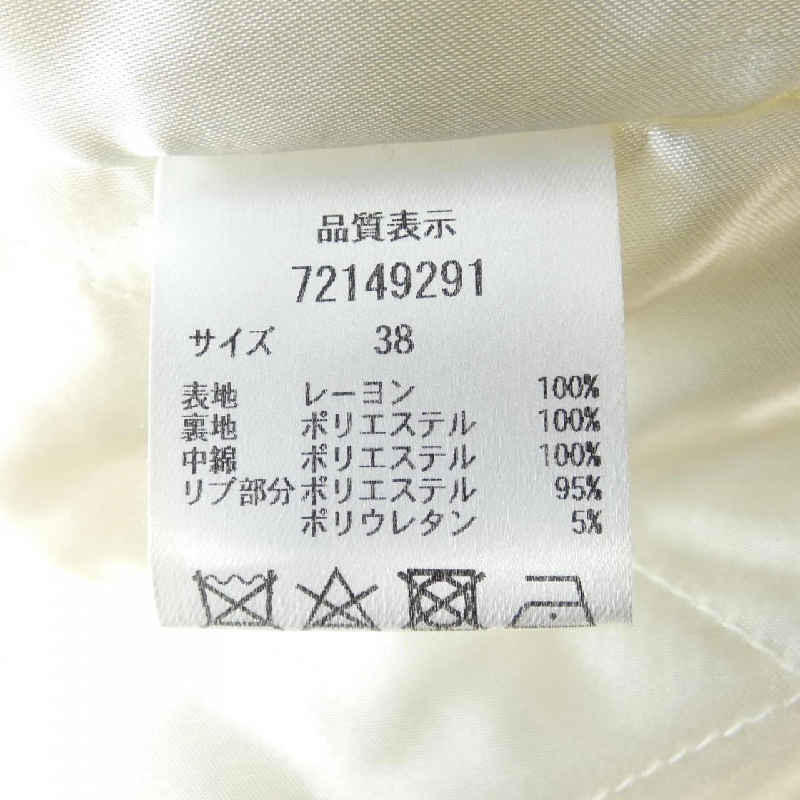 品質表示
72149291
サイズ 38
表地 レーヨン 100%
裏地 ポリエステル 100%
中綿 ポリエステル 100%
リブ部分 ポリエステル 95%
ポリウレタン 5%